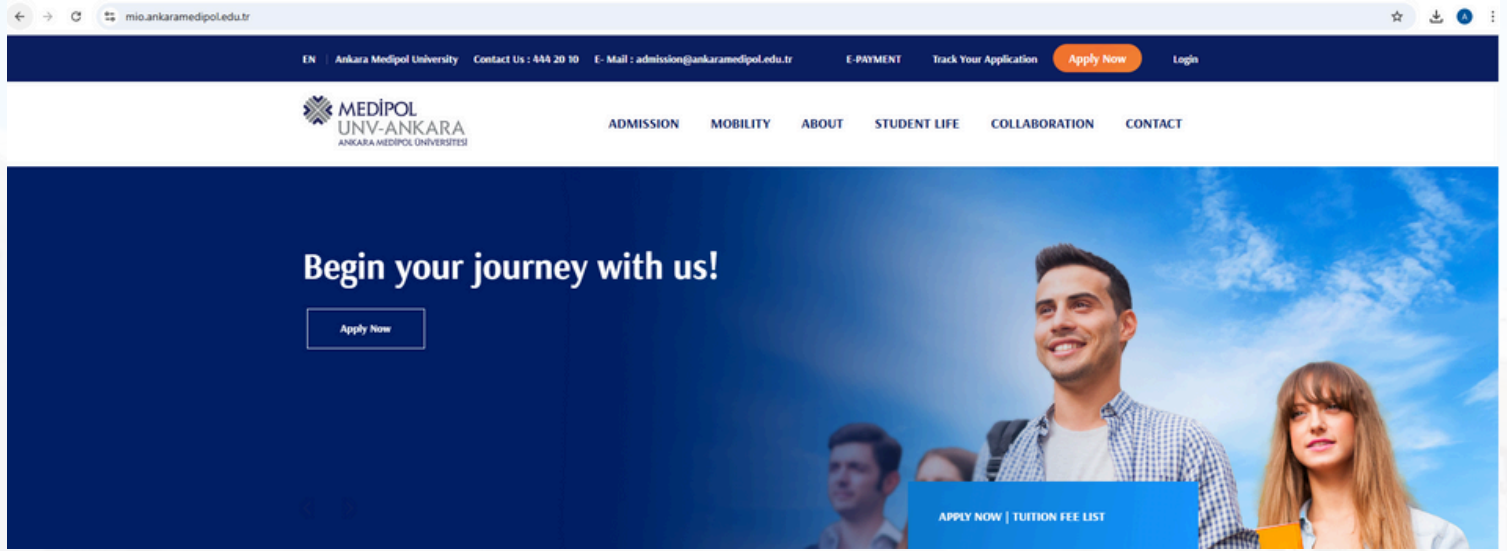 mio.ankaramedipol.edu.tr
A
EN | Ankara Medipol University Contact Us : 444 20 10 E- Mail : admission@ankaramedipol.edu.tr E-PAYMENT Track Your Application Apply Now Login
MEDİPOL
UNV-ANKARA
ANKARA MEDİPOL ÜNİVERSİTESİ
ADMISSION MOBILITY ABOUT STUDENT LIFE COLLABORATION CONTACT
Begin your journey with us!
Apply Now
APPLY NOW | TUITION FEE LIST